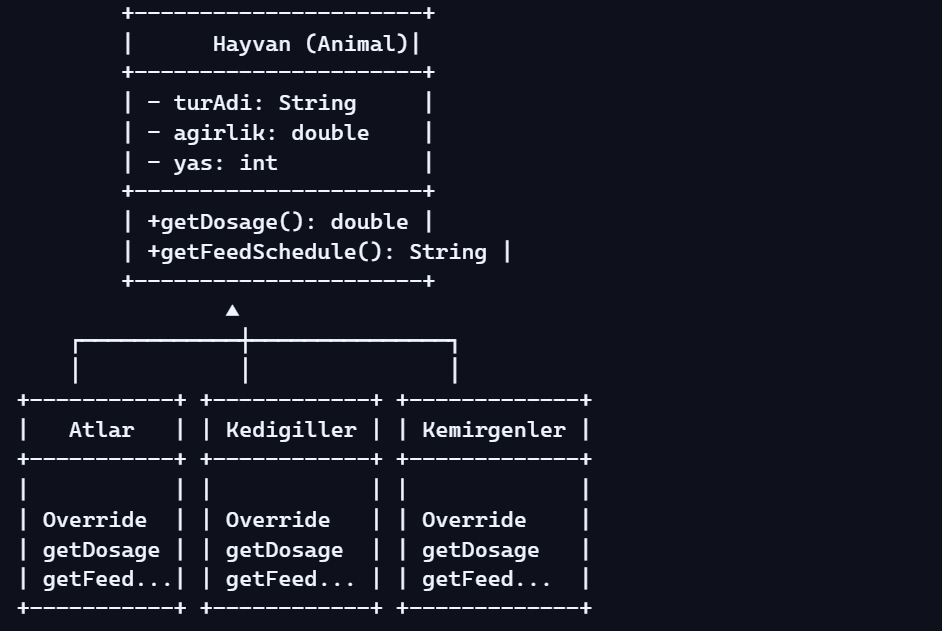 Hayvan (Animal)
- turAdi: String
- agirlik: double
- yas: int
+getDosage(): double
+getFeedSchedule(): String
Atlar Kedigiller Kemirgenler
Override Override Override
getDosage getDosage getDosage
getFeed... getFeed... getFeed...